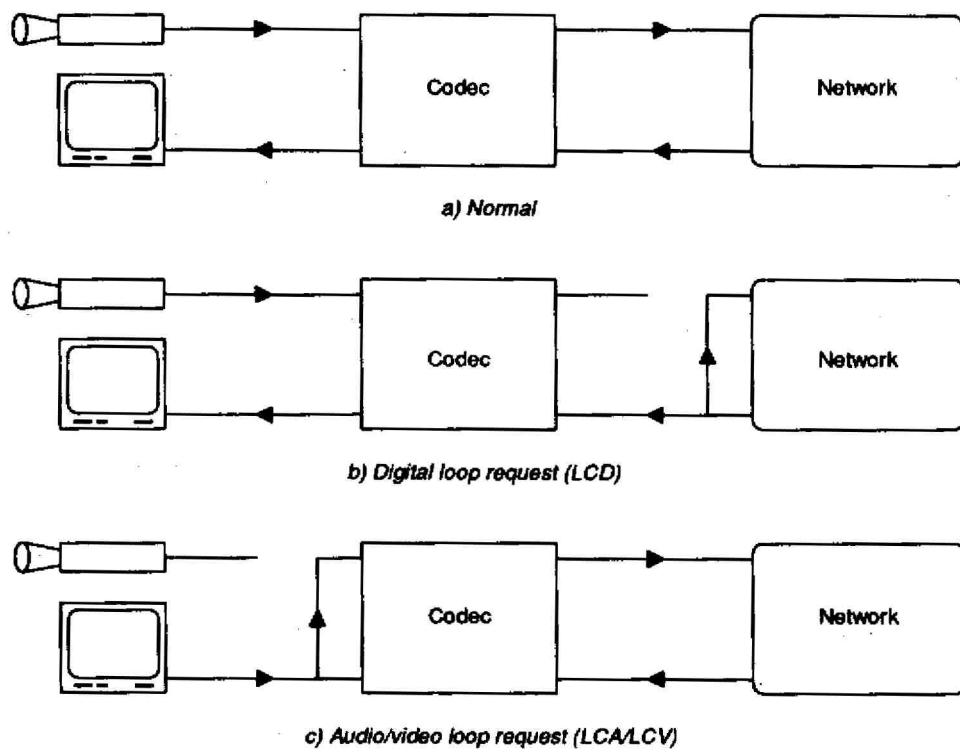 Codec
Network
a) Normal
Codec
Network
b) Digital loop request (LCD)
Codec
Network
c) Audio/video loop request (LCA/LCV)